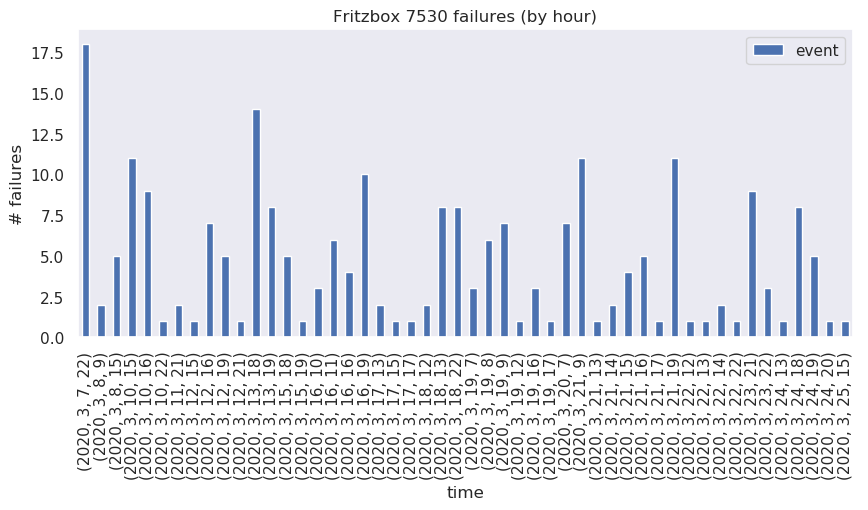 Fritzbox 7530 failures (by hour)
event
# failures
17.5
15.0
12.5
10.0
7.5
5.0
2.5
0.0
(2020, 3, 7, 22)
(2020, 3, 8, 9)
(2020, 3, 8, 15)
(2020, 3, 10, 15)
(2020, 3, 10, 16)
(2020, 3, 10, 22)
(2020, 3, 11, 21)
(2020, 3, 12, 15)
(2020, 3, 12, 16)
(2020, 3, 12, 19)
(2020, 3, 12, 21)
(2020, 3, 13, 18)
(2020, 3, 13, 19)
(2020, 3, 15, 18)
(2020, 3, 15, 19)
(2020, 3, 16, 10)
(2020, 3, 16, 11)
(2020, 3, 16, 16)
(2020, 3, 16, 19)
(2020, 3, 17, 13)
(2020, 3, 17, 15)
(2020, 3, 17, 17)
(2020, 3, 18, 12)
(2020, 3, 18, 13)
(2020, 3, 18, 22)
(2020, 3, 19, 7)
(2020, 3, 19, 8)
(2020, 3, 19, 9)
(2020, 3, 19, 12)
(2020, 3, 19, 16)
(2020, 3, 19, 17)
(2020, 3, 20, 7)
(2020, 3, 21, 9)
(2020, 3, 21, 13)
(2020, 3, 21, 14)
(2020, 3, 21, 15)
(2020, 3, 21, 16)
(2020, 3, 21, 17)
(2020, 3, 21, 19)
(2020, 3, 22, 12)
(2020, 3, 22, 13)
(2020, 3, 22, 14)
(2020, 3, 22, 22)
(2020, 3, 23, 21)
(2020, 3, 23, 22)
(2020, 3, 24, 13)
(2020, 3, 24, 18)
(2020, 3, 24, 19)
(2020, 3, 24, 20)
(2020, 3, 25, 15)
time